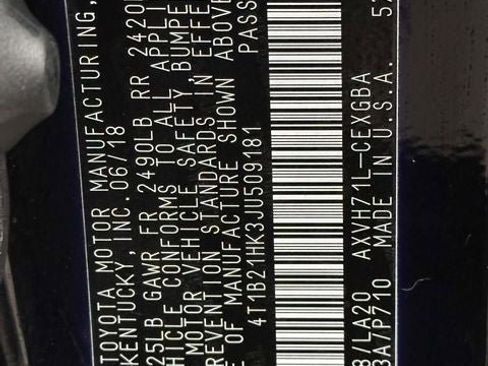 TOYOTA MOTOR MANUFACTURING,
KENTUCKY, INC. 06/18
25LB GAWR FR 2490LB RR 2420
HICLE CONFORMS TO ALL APPLI
MOTOR VEHICLE SAFETY, BUMPE
REVENTION STANDARDS IN EFFE
E OF MANUFACTURE SHOWN ABOVE
4T1B21HK3JU509181 PASS
8/LA20 AXVH71L-CEXGBA
3A/P710 MADE IN U.S.A. 52